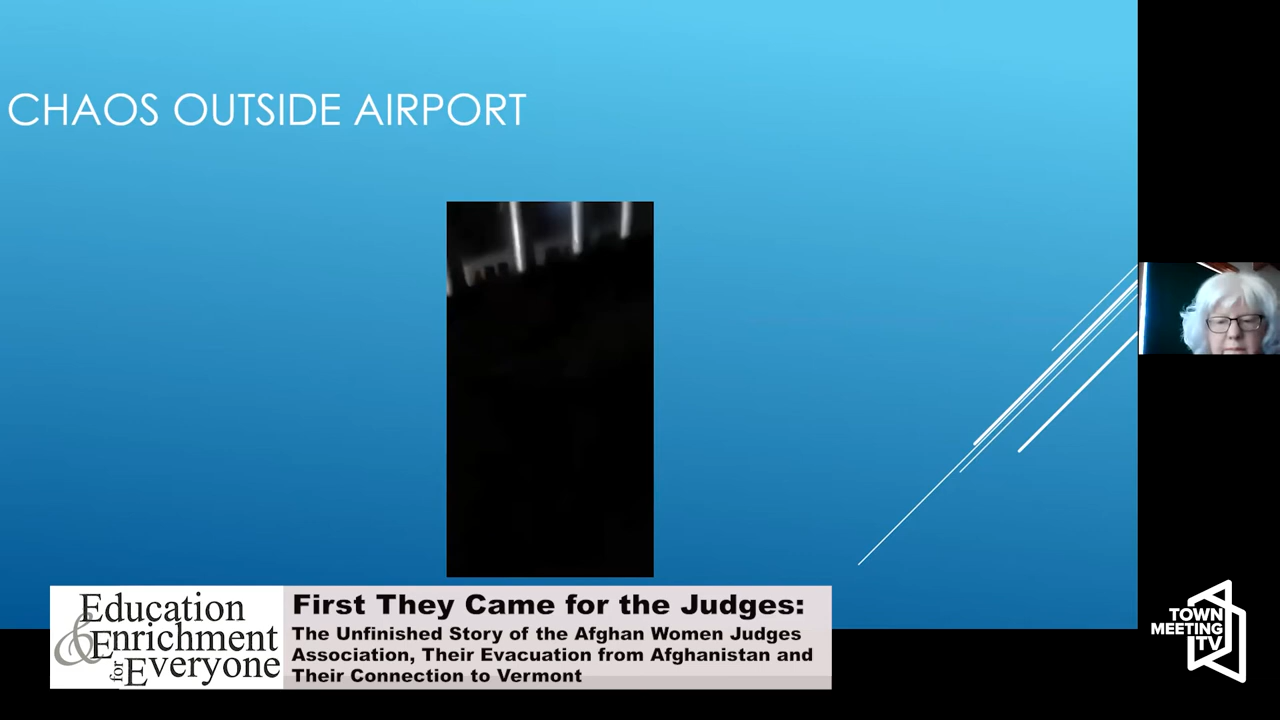 CHAOS OUTSIDE AIRPORT
Education
& Enrichment
for Everyone
First They Came for the Judges:
The Unfinished Story of the Afghan Women Judges
Association, Their Evacuation from Afghanistan and
Their Connection to Vermont
TOWN
MEETING
TV